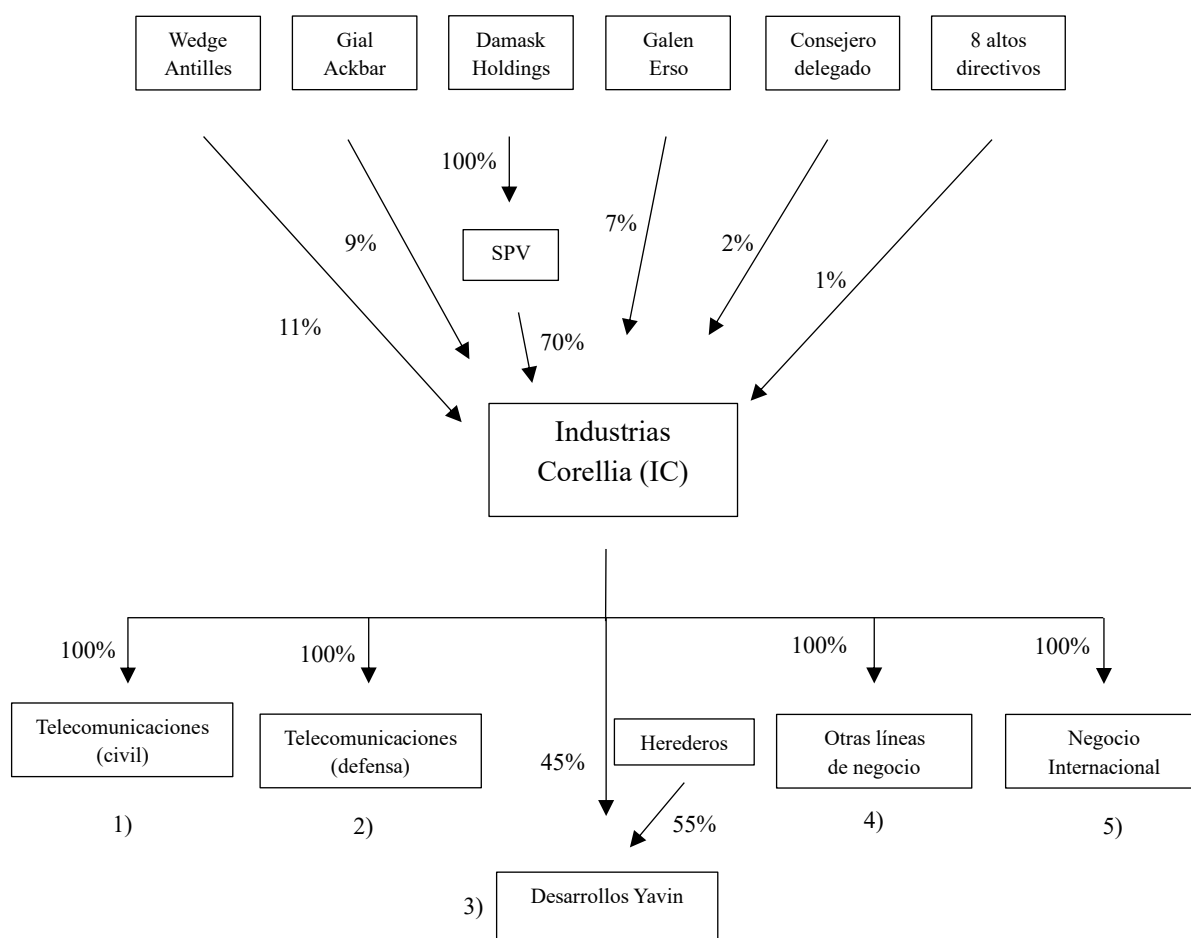 Wedge
Antilles
Gial
Ackbar
Damask
Holdings
Galen
Erso
Consejero
delegado
8 altos
directivos
100%
SPV
9%
7%
2%
1%
11%
70%
Industrias
Corellia (IC)
100%
100%
100%
100%
Telecomunicaciones
(civil)
Telecomunicaciones
(defensa)
Herederos
Otras líneas
de negocio
Negocio
Internacional
45%
55%
1)
2)
4)
5)
3)
Desarrollos Yavin